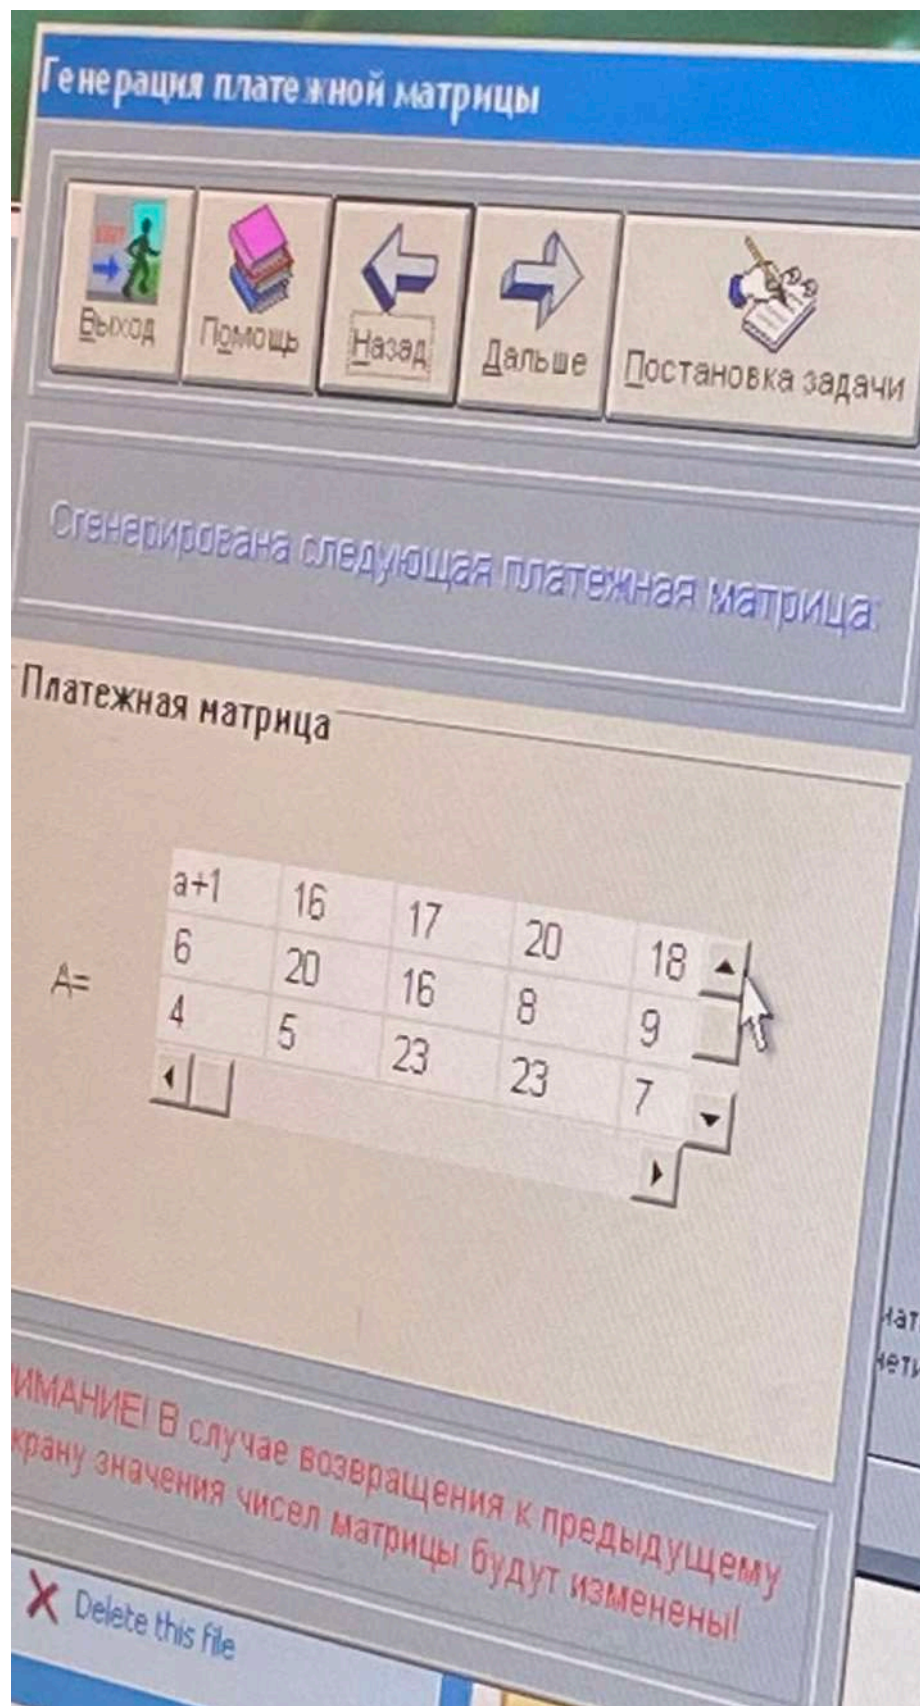 Генерация платежной матрицы
Выход
Помощь
Назад
Дальше
Постановка задачи
Сгенерирована следующая платежная матрица:
Платежная матрица
A=
a+1 16 17 20 18
6 20 16 8 9
4 5 23 23 7
ИМАНИЕ! В случае возвращения к предыдущему
крану значения чисел матрицы будут изменены!
Delete this file